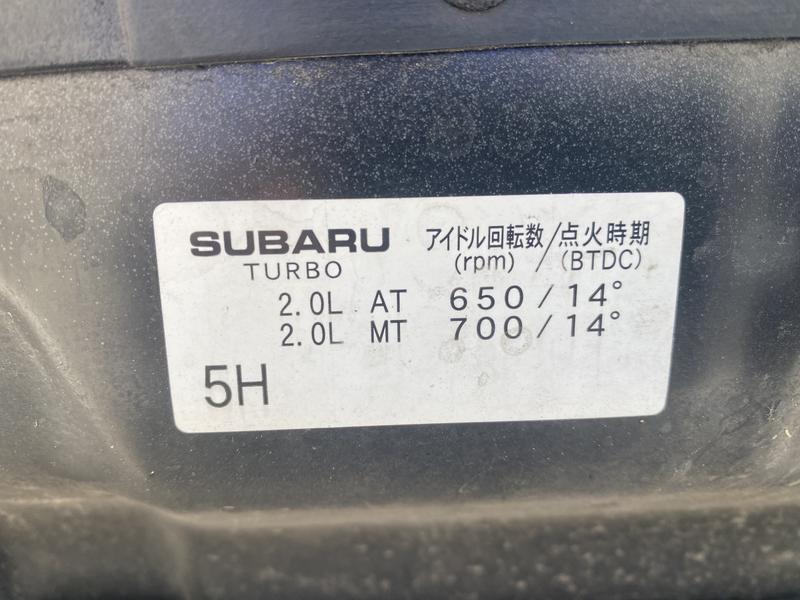 SUBARU アイドル回転数/点火時期
TURBO (rpm) (BTDC)
2.0L AT 650/14°
2.0L MT 700/14°
5H